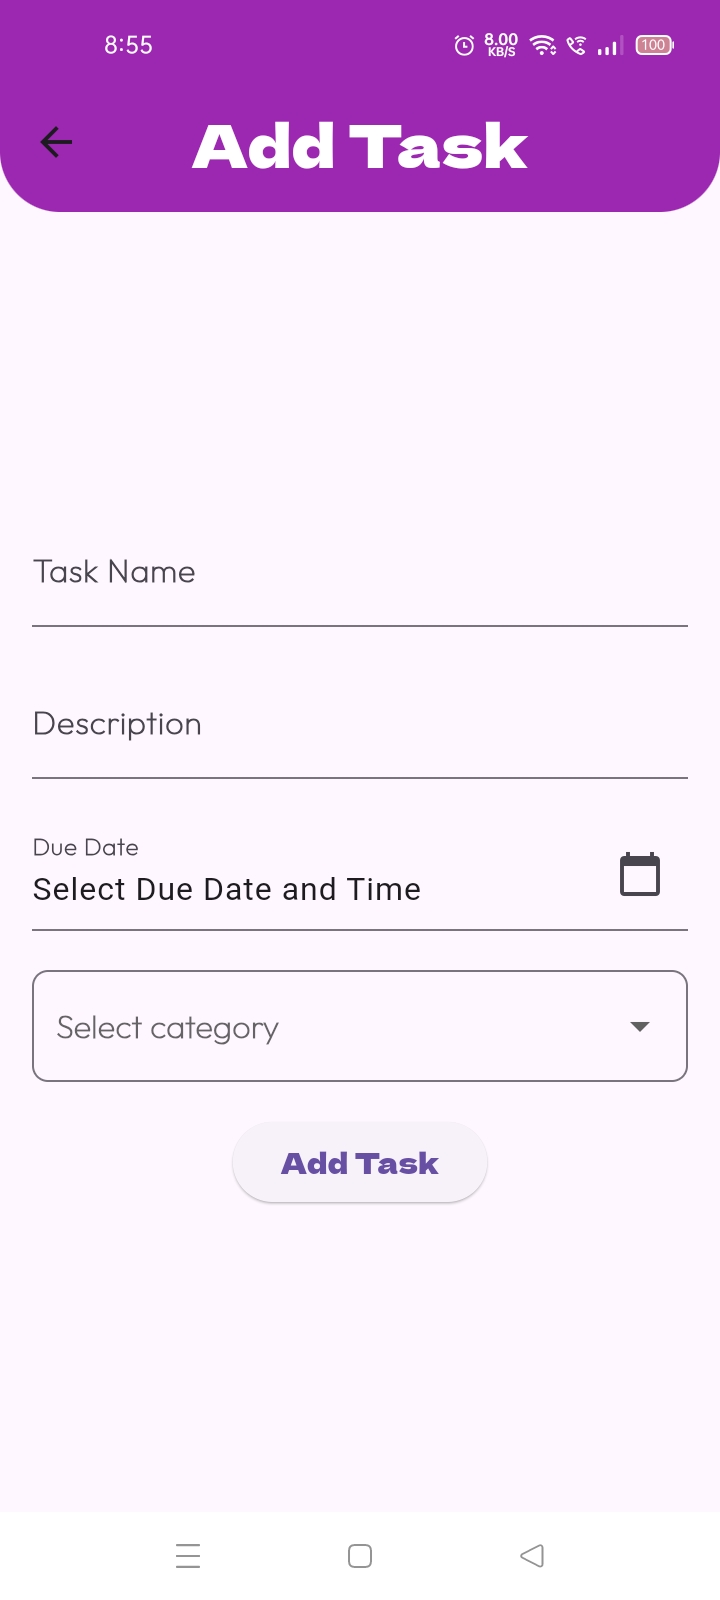 8:55
8.00
KB/S
100
Add Task
Task Name
Description
Due Date
Select Due Date and Time
Select category
Add Task